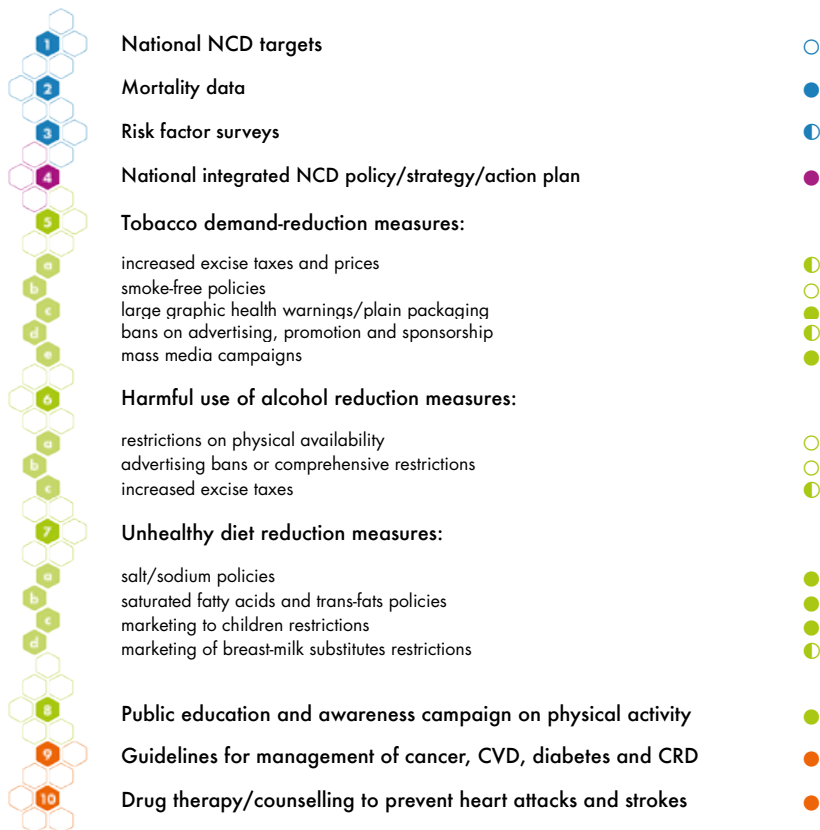 1 National NCD targets
2 Mortality data
3 Risk factor surveys
4 National integrated NCD policy/strategy/action plan
5 Tobacco demand-reduction measures:
a increased excise taxes and prices
b smoke-free policies
c large graphic health warnings/plain packaging
d bans on advertising, promotion and sponsorship
e mass media campaigns
6 Harmful use of alcohol reduction measures:
a restrictions on physical availability
b advertising bans or comprehensive restrictions
c increased excise taxes
7 Unhealthy diet reduction measures:
a salt/sodium policies
b saturated fatty acids and trans-fats policies
c marketing to children restrictions
d marketing of breast-milk substitutes restrictions
8 Public education and awareness campaign on physical activity
9 Guidelines for management of cancer, CVD, diabetes and CRD
10 Drug therapy/counselling to prevent heart attacks and strokes